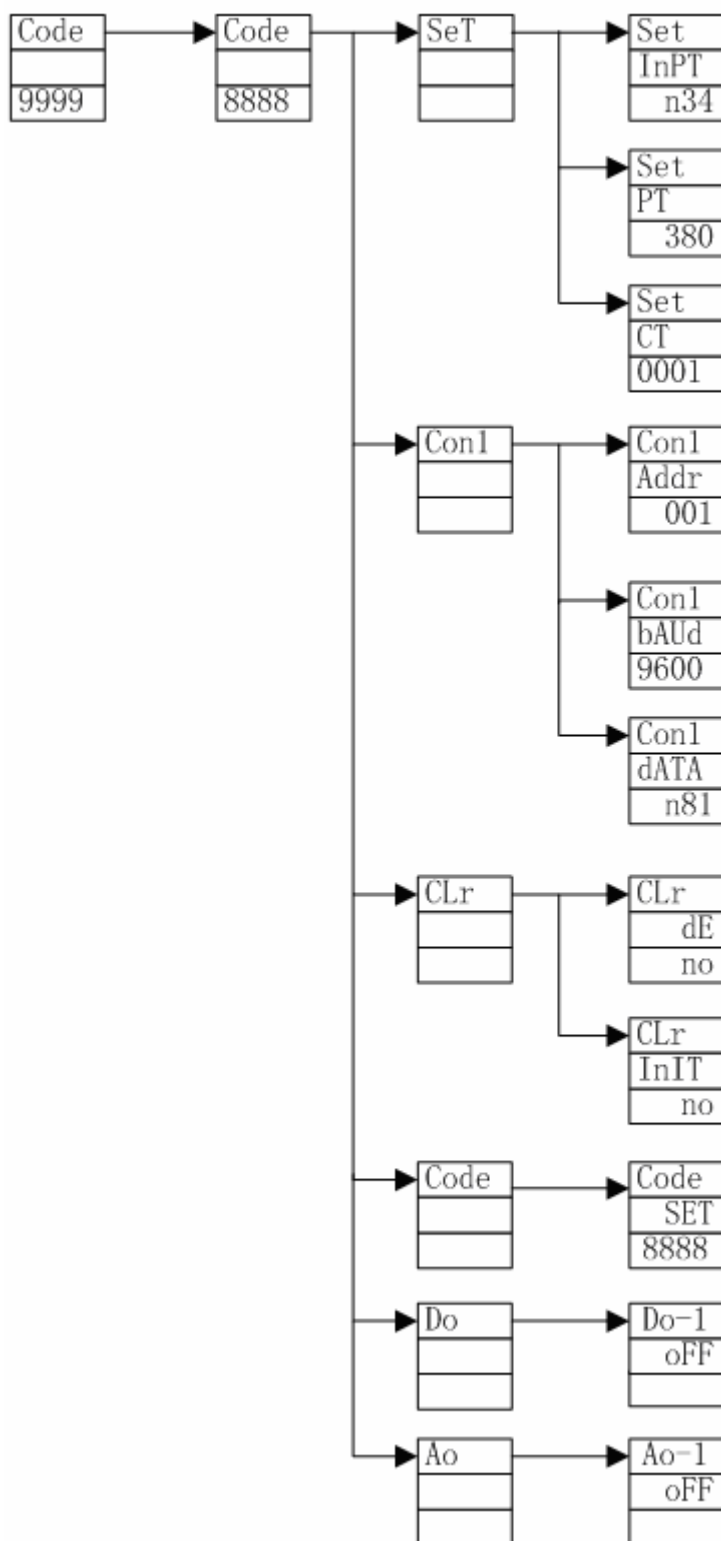 Code
9999
Code
8888
SeT
Set
InPT
n34
Set
PT
380
Set
CT
0001
Con1
Con1
Addr
001
Con1
bAUd
9600
Con1
dATA
n81
CLr
CLr
dE
no
CLr
InIT
no
Code
Code
SET
8888
Do
Do-1
oFF
Ao
Ao-1
oFF